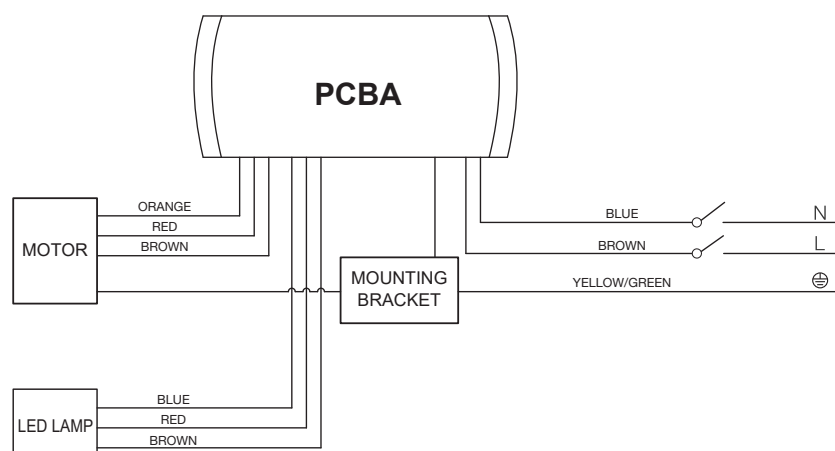 PCBA
ORANGE
RED
BROWN
MOTOR
BLUE
N
BROWN
L
MOUNTING
BRACKET
YELLOW/GREEN
BLUE
RED
BROWN
LED LAMP